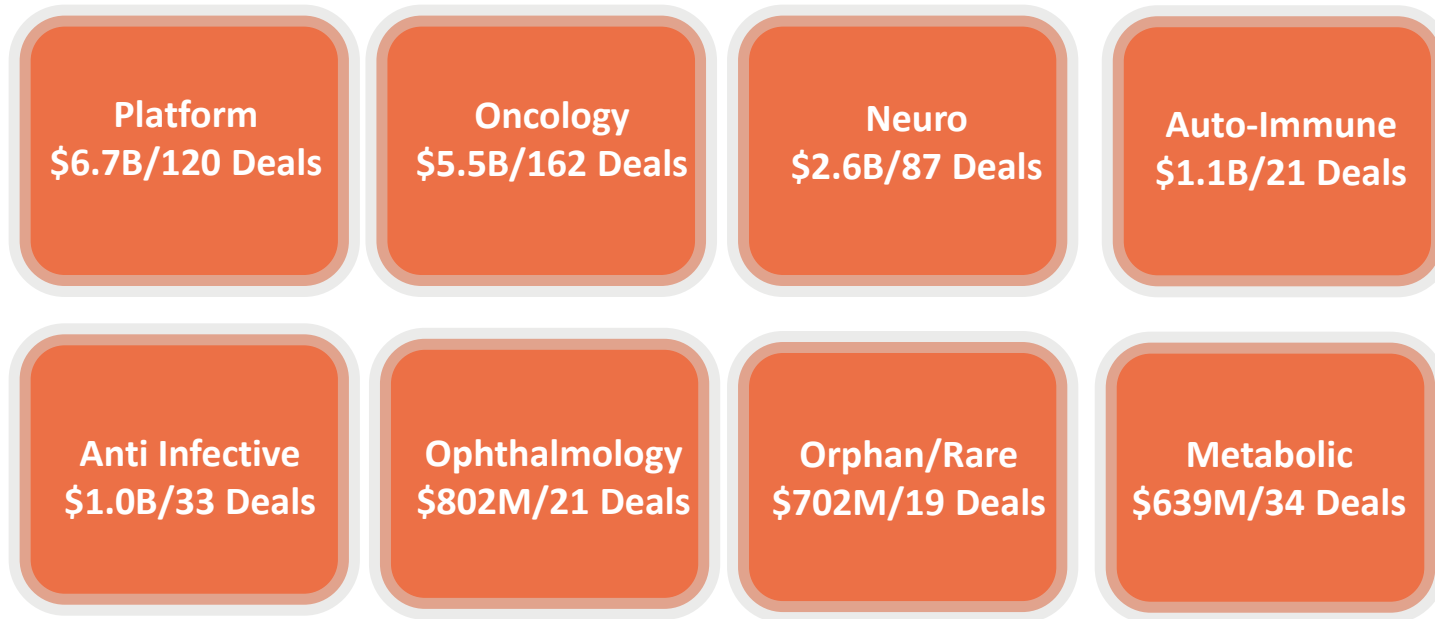 Platform
$6.7B/120 Deals
Oncology
$5.5B/162 Deals
Neuro
$2.6B/87 Deals
Auto-Immune
$1.1B/21 Deals
Anti Infective
$1.0B/33 Deals
Ophthalmology
$802M/21 Deals
Orphan/Rare
$702M/19 Deals
Metabolic
$639M/34 Deals